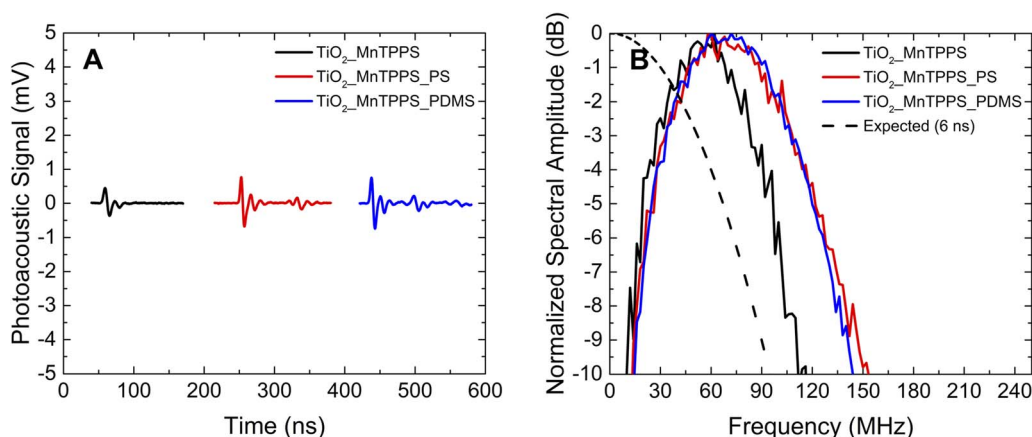 A
TiO2_MnTPPS
TiO2_MnTPPS_PS
TiO2_MnTPPS_PDMS
Photoacoustic Signal (mV)
5
4
3
2
1
0
-1
-2
-3
-4
-5
0 100 200 300 400 500 600
Time (ns)
B
TiO2_MnTPPS
TiO2_MnTPPS_PS
TiO2_MnTPPS_PDMS
Expected (6 ns)
Normalized Spectral Amplitude (dB)
0
-1
-2
-3
-4
-5
-6
-7
-8
-9
-10
0 30 60 90 120 150 180 210 240
Frequency (MHz)